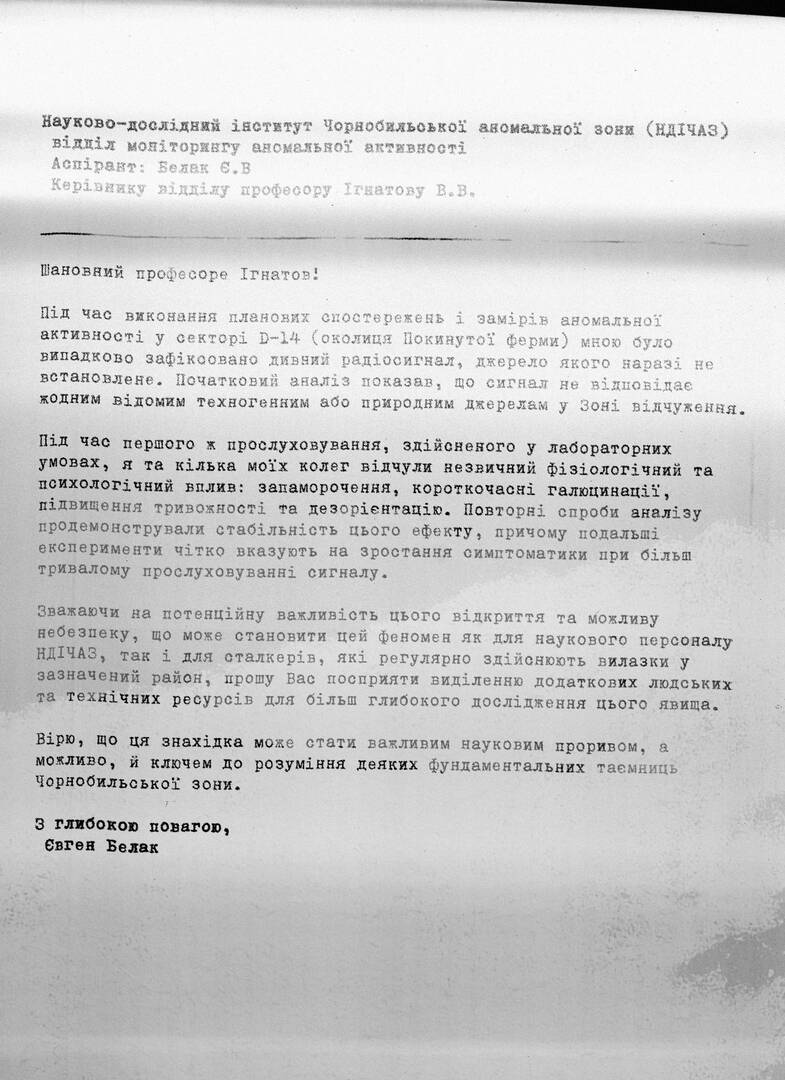 Науково-дослідний інститут Чорнобильської аномальної зони (НДІЧАЗ)
відділ моніторингу аномальної активності
Аспірант: Белак Є.В
Керівнику відділу професору Ігнатову В.В.
Шановний професоре Ігнатов!
Під час виконання планових спостережень і замірів аномальної
активності у секторі D-14 (околиця Покинутої ферми) мною було
випадково зафіксовано дивний радіосигнал, джерело якого наразі не
встановлене. Початковий аналіз показав, що сигнал не відповідає
жодним відомим техногенним або природним джерелам у Зоні відчуження.
Під час першого ж прослуховування, здійсненого у лабораторних
умовах, я та кілька моїх колег відчули незвичний фізіологічний та
психологічний вплив: запаморочення, короткочасні галюцинації,
підвищення тривожності та дезорієнтацію. Повторні спроби аналізу
продемонстрували стабільність цього ефекту, причому подальші
експерименти чітко вказують на зростання симптоматики при більш
тривалому прослуховуванні сигналу.
Зважаючи на потенційну важливість цього відкриття та можливу
небезпеку, що може становити цей феномен як для наукового персоналу
НДІЧАЗ, так і для сталкерів, які регулярно здійснюють вилазки у
зазначений район, прошу Вас посприяти виділенню додаткових людських
та технічних ресурсів для більш глибокого дослідження цього явища.
Вірю, що ця знахідка може стати важливим науковим проривом, а
можливо, й ключем до розуміння деяких фундаментальних таємниць
Чорнобильської зони.
З глибокою повагою,
Євген Белак